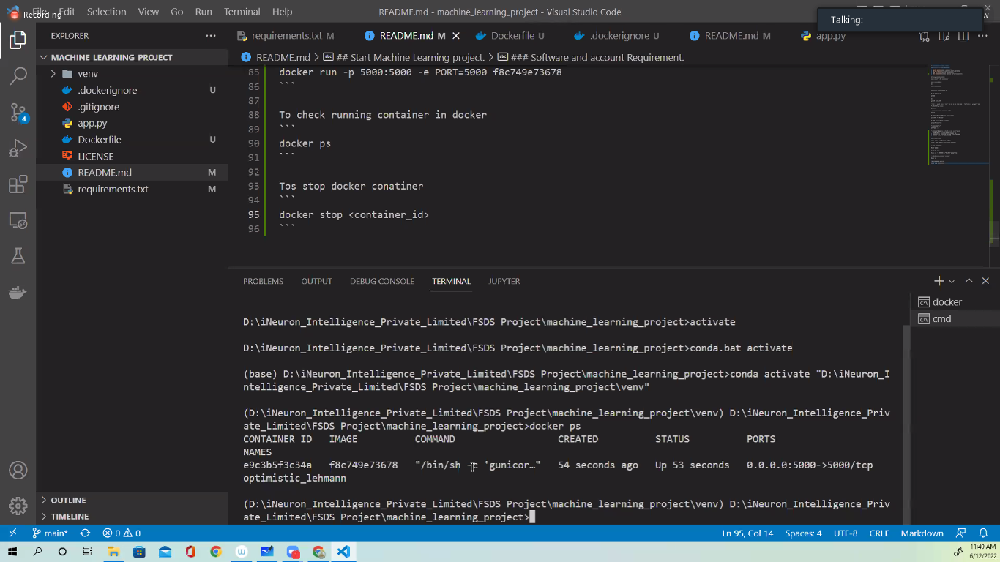 Recording
File Edit Selection View Go Run Terminal Help
README.md - machine_learning_project - Visual Studio Code
Talking:
EXPLORER
requirements.txt M
README.md M
Dockerfile U
.dockerignore U
README.md M
app.py
MACHINE_LEARNING_PROJECT
venv
.dockerignore U
.gitignore
app.py
Dockerfile U
LICENSE
README.md M
requirements.txt M
OUTLINE
TIMELINE
4
README.md > ## Start Machine Learning project. > ### Software and account Requirement.
85 docker run -p 5000:5000 -e PORT=5000 f8c749e73678
86 ```
87
88 To check running container in docker
89 ```
90 docker ps
91 ```
92
93 Tos stop docker conatiner
94 ```
95 docker stop <container_id>
96 ```
PROBLEMS OUTPUT DEBUG CONSOLE TERMINAL JUPYTER
docker
cmd
D:\iNeuron_Intelligence_Private_Limited\FSDS Project\machine_learning_project>activate
D:\iNeuron_Intelligence_Private_Limited\FSDS Project\machine_learning_project>conda.bat activate
(base) D:\iNeuron_Intelligence_Private_Limited\FSDS Project\machine_learning_project>conda activate "D:\iNeuron_I
ntelligence_Private_Limited\FSDS Project\machine_learning_project\venv"
(D:\iNeuron_Intelligence_Private_Limited\FSDS Project\machine_learning_project\venv) D:\iNeuron_Intelligence_Priv
ate_Limited\FSDS Project\machine_learning_project>docker ps
CONTAINER ID IMAGE COMMAND CREATED STATUS PORTS
NAMES
e9c3b5f3c34a f8c749e73678 "/bin/sh -c 'gunicor…" 54 seconds ago Up 53 seconds 0.0.0.0:5000->5000/tcp
optimistic_lehmann
(D:\iNeuron_Intelligence_Private_Limited\FSDS Project\machine_learning_project\venv) D:\iNeuron_Intelligence_Priv
ate_Limited\FSDS Project\machine_learning_project>
main* 0 0 Ln 95, Col 14 Spaces: 4 UTF-8 CRLF Markdown
1
11:49 AM
6/12/2022